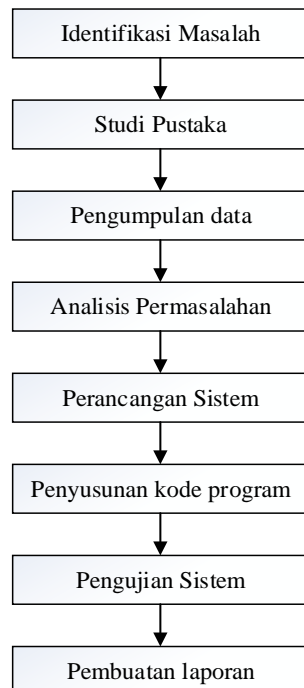 Identifikasi Masalah
Studi Pustaka
Pengumpulan data
Analisis Permasalahan
Perancangan Sistem
Penyusunan kode program
Pengujian Sistem
Pembuatan laporan